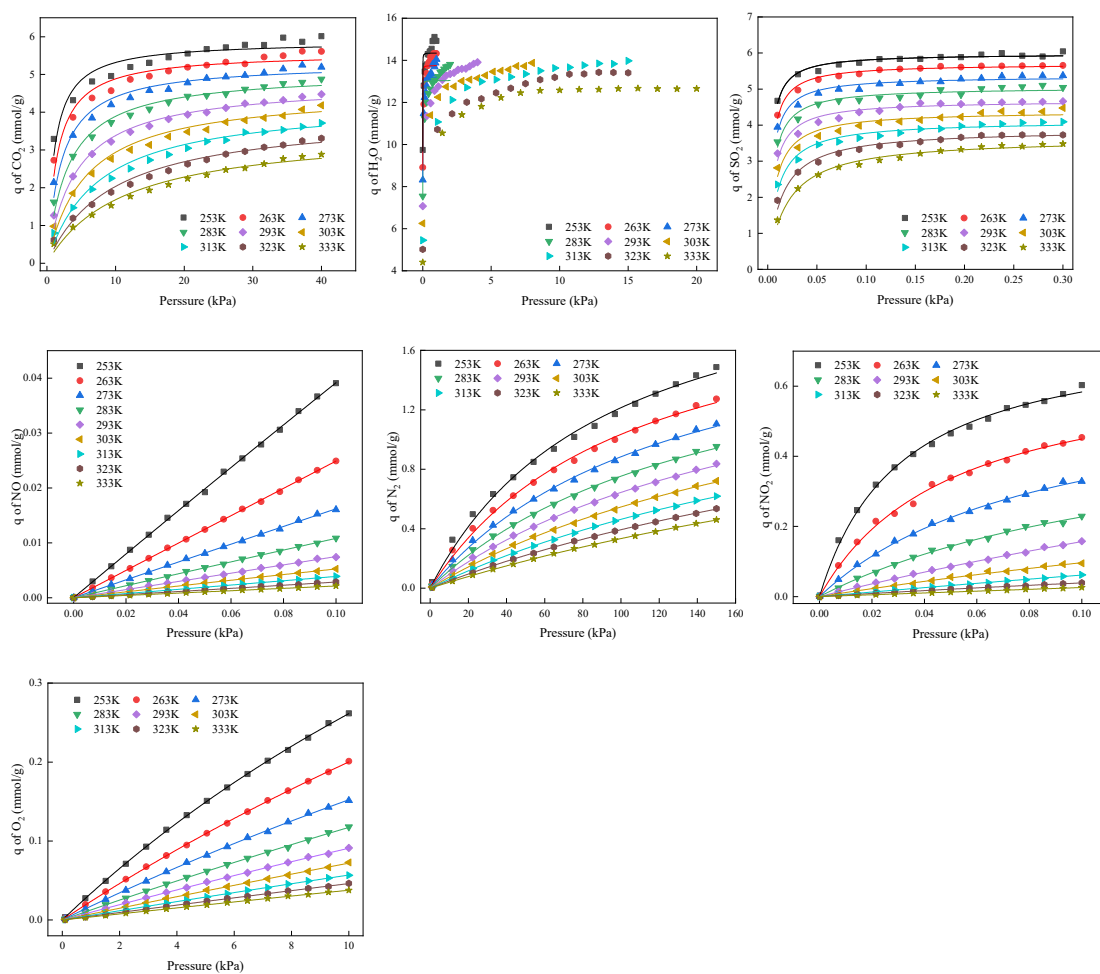 q of CO2 (mmol/g)
6
5
4
3
2
1
0
253K 263K 273K
283K 293K 303K
313K 323K 333K
0 10 20 30 40
Perssure (kPa)
q of H2O (mmol/g)
16
14
12
10
8
6
4
253K 263K 273K
283K 293K 303K
313K 323K 333K
0 5 10 15 20
Pressure (kPa)
q of SO2 (mmol/g)
7
6
5
4
3
2
1
0
253K 263K 273K
283K 293K 303K
313K 323K 333K
0.00 0.05 0.10 0.15 0.20 0.25 0.30
Pressure (kPa)
q of NO (mmol/g)
0.04
0.03
0.02
0.01
0.00
253K
263K
273K
283K
293K
303K
313K
323K
333K
0.00 0.02 0.04 0.06 0.08 0.10
Pressure (kPa)
q of N2 (mmol/g)
1.6
1.2
0.8
0.4
0.0
253K 263K 273K
283K 293K 303K
313K 323K 333K
0 20 40 60 80 100 120 140 160
Pressure (kPa)
q of NO2 (mmol/g)
0.6
0.4
0.2
0.0
253K 263K 273K
283K 293K 303K
313K 323K 333K
0.00 0.02 0.04 0.06 0.08 0.10
Pressure (kPa)
q of O2 (mmol/g)
0.3
0.2
0.1
0.0
253K 263K 273K
283K 293K 303K
313K 323K 333K
0 2 4 6 8 10
Pressure (kPa)